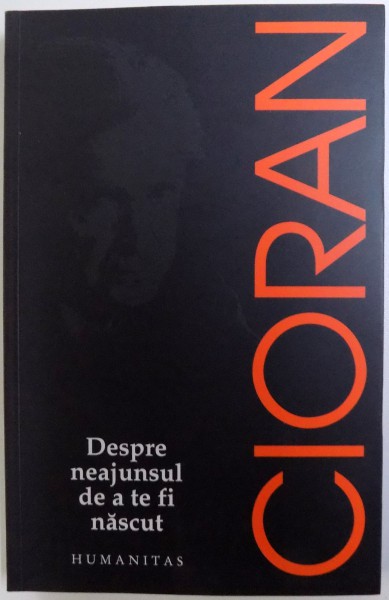 CIORAN
Despre
neajunsul
de a te fi
născut
HUMANITAS